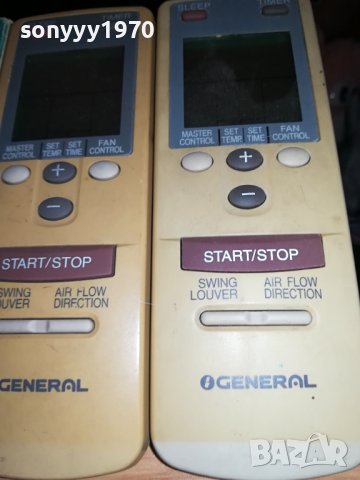 sonyyy1970
TIMER
SLEEP TIMER
MASTER CONTROL SET TEMP. SET TIME FAN CONTROL
MASTER CONTROL SET TEMP. SET TIME FAN CONTROL
+
−
+
−
START/STOP
START/STOP
SWING LOUVER AIR FLOW DIRECTION
SWING LOUVER AIR FLOW DIRECTION
GENERAL
GENERAL
BAZAR